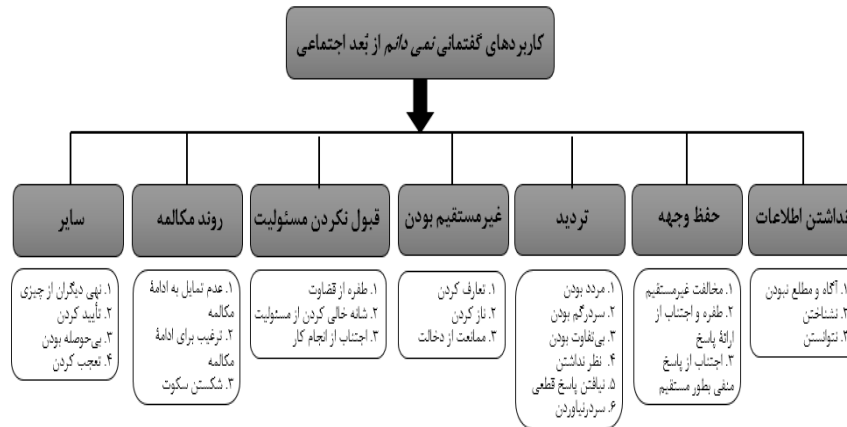 کاربردهای گفتمانی نمی دانم از بُعد اجتماعی
نداشتن اطلاعات
۱. آگاه و مطلع نبودن
۲. نشناختن
۳. نتوانستن
حفظ وجهه
۱. مخالفت غیرمستقیم
۲. طفره و اجتناب از
ارائهٔ پاسخ
۳. اجتناب از پاسخ
منفی بطور مستقیم
تردید
۱. مردد بودن
۲. سردرگم بودن
۳. بی‌تفاوت بودن
۴. نظر نداشتن
۵. نیافتن پاسخ قطعی
۶. سردرنیاوردن
غیرمستقیم بودن
۱. تعارف کردن
۲. ناز کردن
۳. ممانعت از دخالت
قبول نکردن مسئولیت
۱. طفره از قضاوت
۲. شانه خالی کردن از مسئولیت
۳. اجتناب از انجام کار
روند مکالمه
۱. عدم تمایل به ادامهٔ
مکالمه
۲. ترغیب برای ادامهٔ
مکالمه
۳. شکستن سکوت
سایر
۱. نهی دیگران از چیزی
۲. تأیید کردن
۳. بی‌حوصله بودن
۴. تعجب کردن